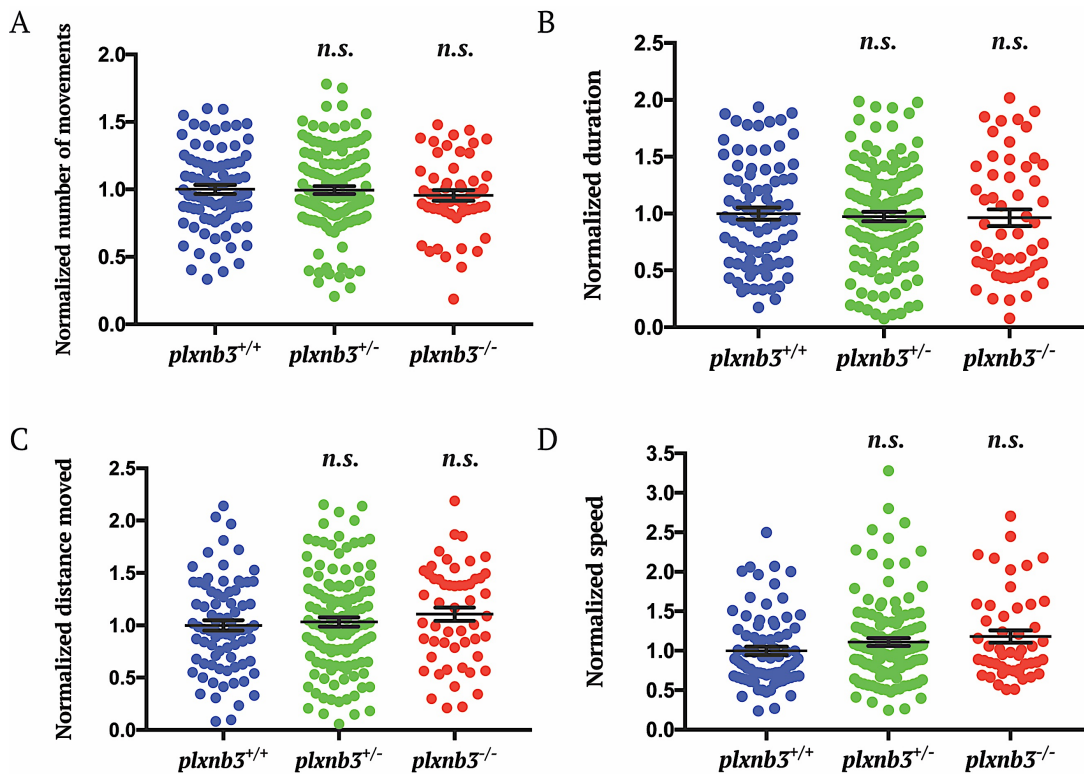 A
Normalized number of movements
n.s.
n.s.
2.0
1.5
1.0
0.5
0.0
plxnb3+/+
plxnb3+/-
plxnb3-/-
B
Normalized duration
n.s.
n.s.
2.5
2.0
1.5
1.0
0.5
0.0
plxnb3+/+
plxnb3+/-
plxnb3-/-
C
Normalized distance moved
n.s.
n.s.
2.5
2.0
1.5
1.0
0.5
0.0
plxnb3+/+
plxnb3+/-
plxnb3-/-
D
Normalized speed
n.s.
n.s.
3.5
3.0
2.5
2.0
1.5
1.0
0.5
0.0
plxnb3+/+
plxnb3+/-
plxnb3-/-